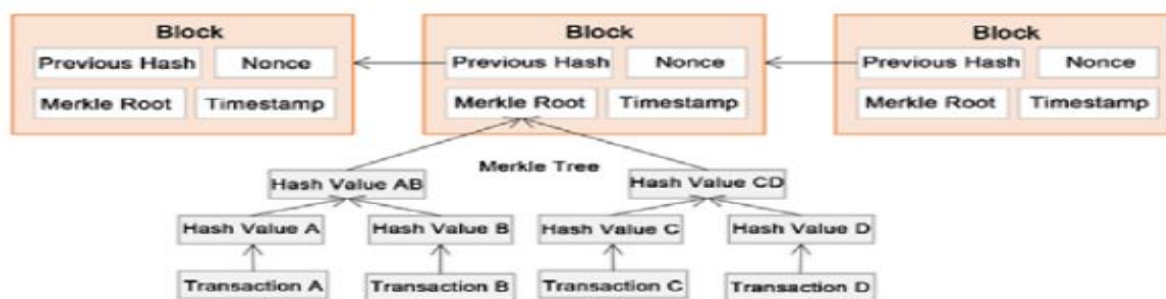 Block Block Block
Previous Hash Nonce Previous Hash Nonce Previous Hash Nonce
Merkle Root Timestamp Merkle Root Timestamp Merkle Root Timestamp
Merkle Tree
Hash Value AB Hash Value CD
Hash Value A Hash Value B Hash Value C Hash Value D
Transaction A Transaction B Transaction C Transaction D